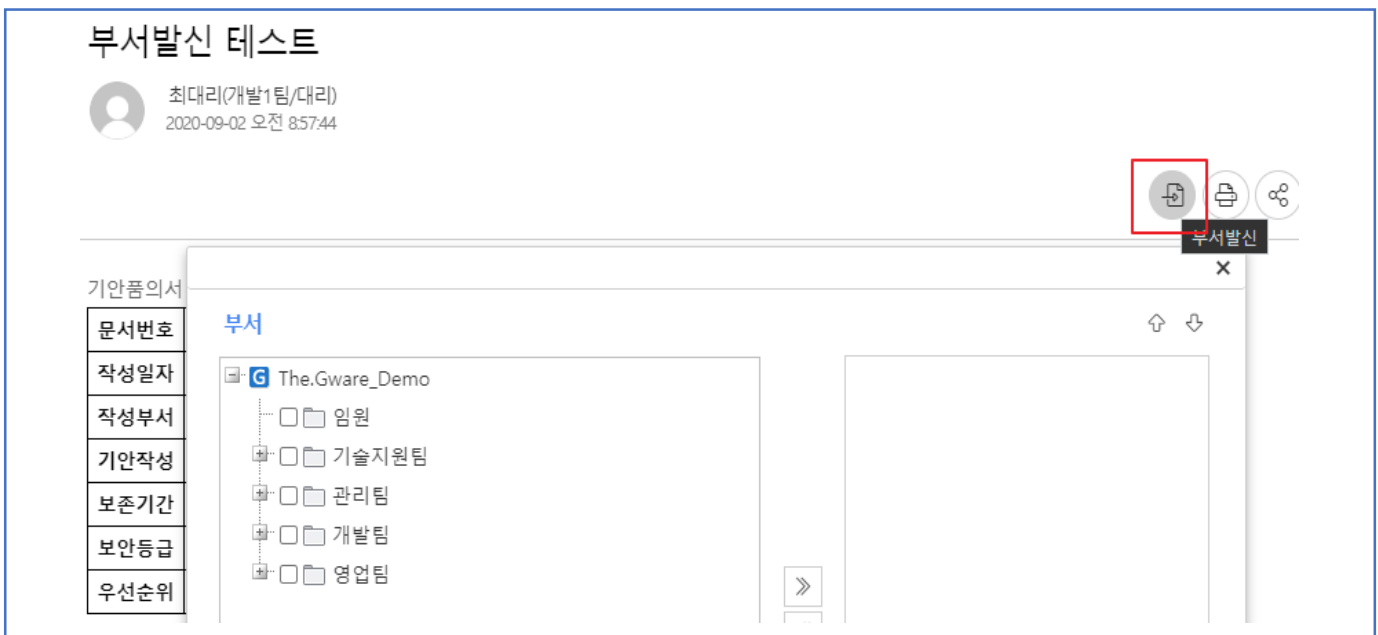 부서발신 테스트
최대리(개발1팀/대리)
2020-09-02 오전 8:57:44
부서발신
기안품의서
문서번호
작성일자
작성부서
기안작성
보존기간
보안등급
우선순위
부서
G The.Gware_Demo
임원
기술지원팀
관리팀
개발팀
영업팀